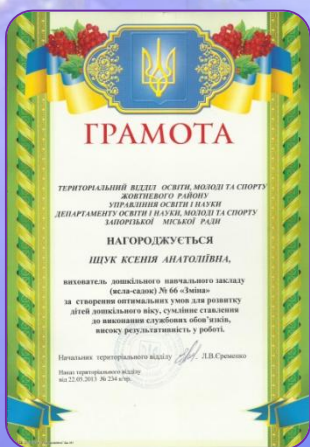 ГРАМОТА
ТЕРИТОРІАЛЬНИЙ ВІДДІЛ ОСВІТИ, МОЛОДІ ТА СПОРТУ
ЖОВТНЕВОГО РАЙОНУ
УПРАВЛІННЯ ОСВІТИ І НАУКИ
ДЕПАРТАМЕНТУ ОСВІТИ І НАУКИ, МОЛОДІ ТА СПОРТУ
ЗАПОРІЗЬКОЇ МІСЬКОЇ РАДИ
НАГОРОДЖУЄТЬСЯ
ІЩУК КСЕНІЯ АНАТОЛІЇВНА,
вихователь дошкільного навчального закладу
(ясла-садок) № 66 «Зміна»
за створення оптимальних умов для розвитку
дітей дошкільного віку, сумлінне ставлення
до виконання службових обов'язків,
високу результативність у роботі.
Начальник територіального відділу Л.В.Єременко
Наказ територіального відділу
від 22.05.2013 № 234 к/тр.